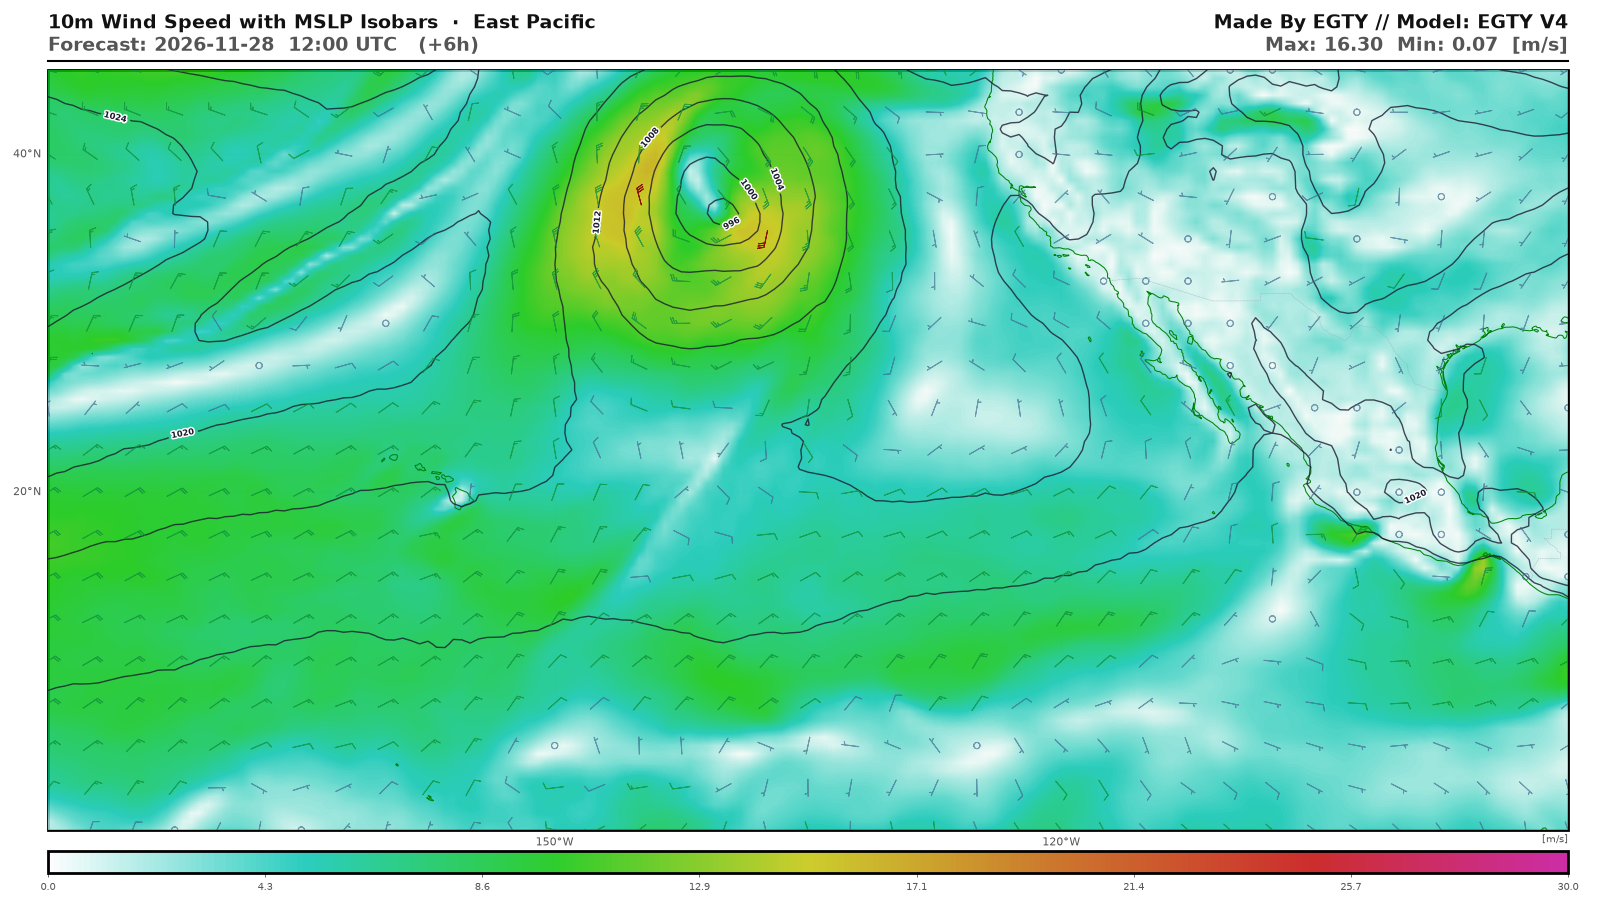 10m Wind Speed with MSLP Isobars · East Pacific
Made By EGTY // Model: EGTY V4
Forecast: 2026-11-28 12:00 UTC (+6h)
Max: 16.30 Min: 0.07 [m/s]
1024
1008
40°N
1004
1000
1012
996
1020
20°N
1020
150°W
120°W
[m/s]
0.0
4.3
8.6
12.9
17.1
21.4
25.7
30.0